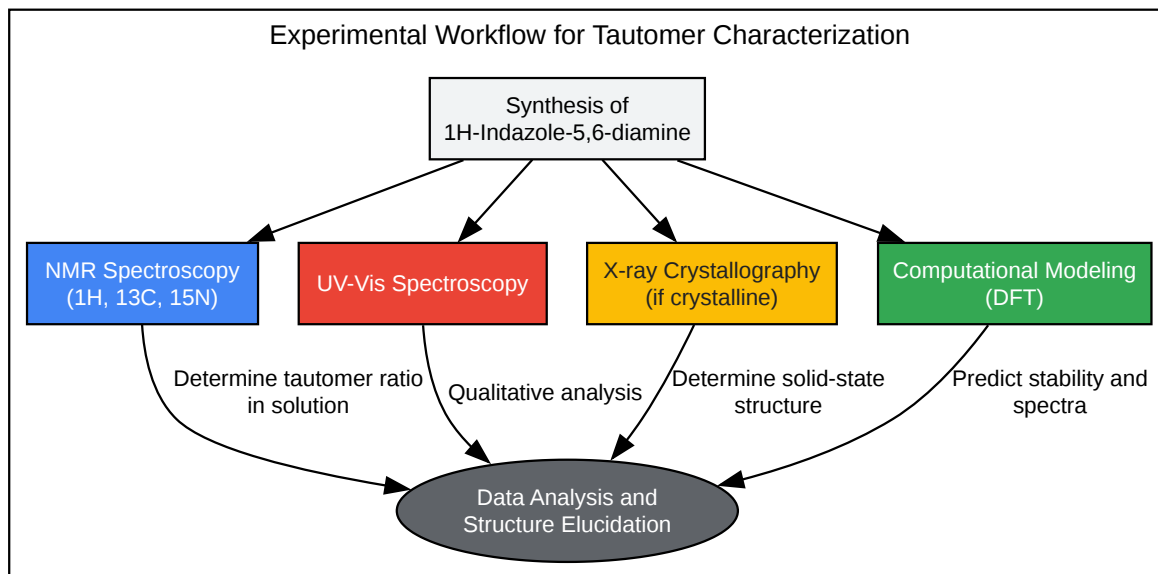 Experimental Workflow for Tautomer Characterization
Synthesis of
1H-Indazole-5,6-diamine
NMR Spectroscopy
(1H, 13C, 15N)
UV-Vis Spectroscopy
X-ray Crystallography
(if crystalline)
Computational Modeling
(DFT)
Determine tautomer ratio
in solution
Qualitative analysis
Determine solid-state
structure
Predict stability and
spectra
Data Analysis and
Structure Elucidation